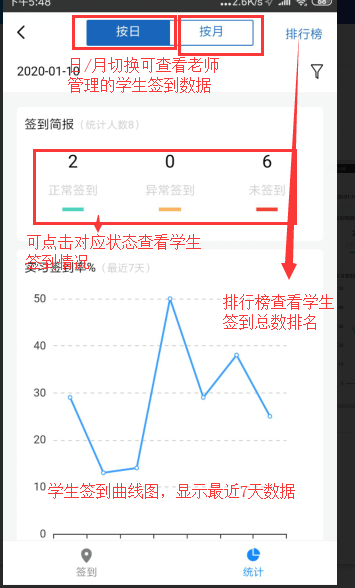 下午5:48
2.6K/s
按日
按月
排行榜
日/月切换可查看老师
2020-01-10
管理的学生签到数据
签到简报（统计人数8）
2
0
6
正常签到
异常签到
未签到
可点击对应状态查看学生
签到情况
实习签到率%（最近7天）
排行榜查看学生
签到总数排名
50
40
30
20
10
0
学生签到曲线图，显示最近7天数据
签到
统计